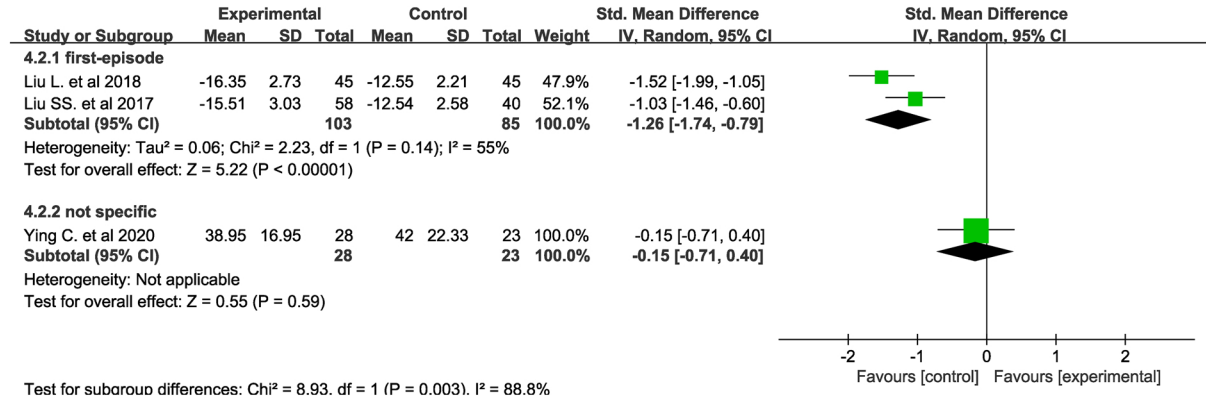 Experimental Control Std. Mean Difference Std. Mean Difference
Study or Subgroup Mean SD Total Mean SD Total Weight IV, Random, 95% CI IV, Random, 95% CI
4.2.1 first-episode
Liu L. et al 2018 -16.35 2.73 45 -12.55 2.21 45 47.9% -1.52 [-1.99, -1.05]
Liu SS. et al 2017 -15.51 3.03 58 -12.54 2.58 40 52.1% -1.03 [-1.46, -0.60]
Subtotal (95% CI) 103 85 100.0% -1.26 [-1.74, -0.79]
Heterogeneity: Tau² = 0.06; Chi² = 2.23, df = 1 (P = 0.14); I² = 55%
Test for overall effect: Z = 5.22 (P < 0.00001)
4.2.2 not specific
Ying C. et al 2020 38.95 16.95 28 42 22.33 23 100.0% -0.15 [-0.71, 0.40]
Subtotal (95% CI) 28 23 100.0% -0.15 [-0.71, 0.40]
Heterogeneity: Not applicable
Test for overall effect: Z = 0.55 (P = 0.59)
-2 -1 0 1 2
Favours [control] Favours [experimental]
Test for subgroup differences: Chi² = 8.93, df = 1 (P = 0.003), I² = 88.8%